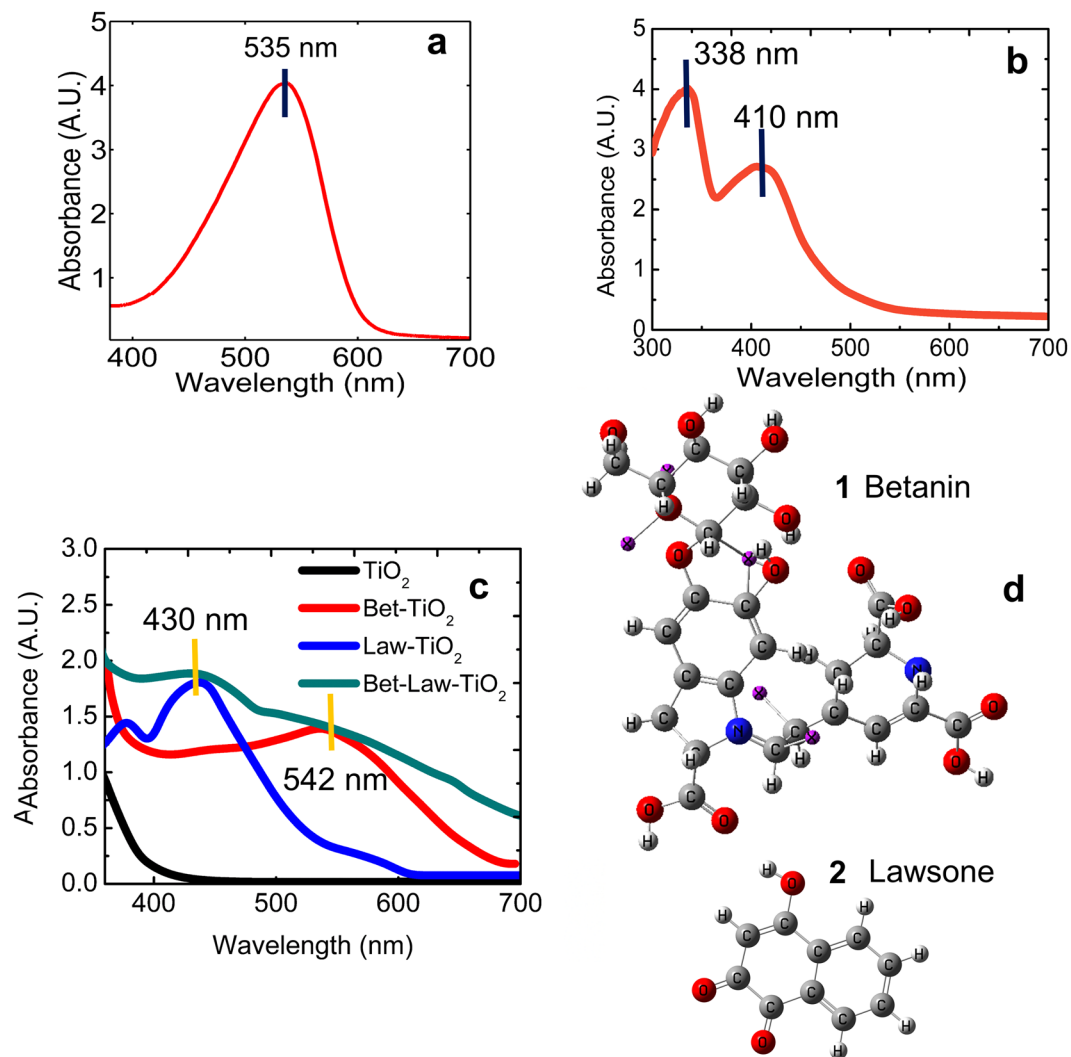 a
535 nm
5
4
3
2
1
Absorbance (A.U.)
400
500
600
700
Wavelength (nm)
b
338 nm
410 nm
5
4
3
2
1
0
Absorbance (A.U.)
300
400
500
600
700
Wavelength (nm)
c
TiO2
Bet-TiO2
Law-TiO2
Bet-Law-TiO2
430 nm
542 nm
3.0
2.5
2.0
1.5
1.0
0.5
0.0
AAbsorbance (A.U.)
400
500
600
700
Wavelength (nm)
d
1 Betanin
2 Lawsone